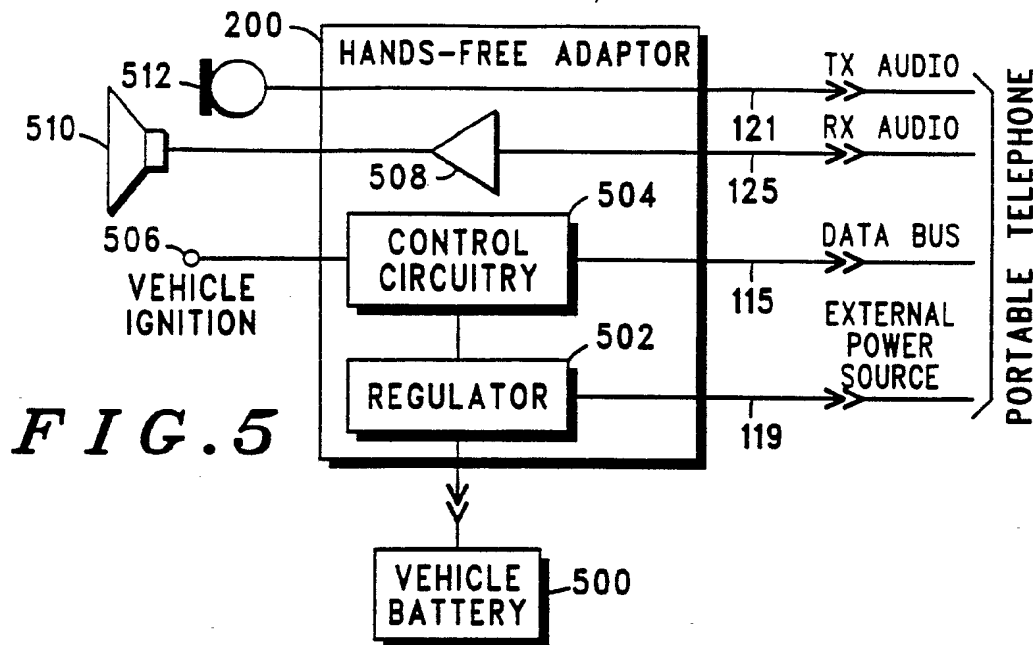 200
HANDS-FREE ADAPTOR
512
510
TX AUDIO
121
RX AUDIO
508
125
504
506
VEHICLE
IGNITION
CONTROL
CIRCUITRY
DATA BUS
115
502
REGULATOR
EXTERNAL
POWER
SOURCE
119
PORTABLE TELEPHONE
FIG.5
VEHICLE
BATTERY
500